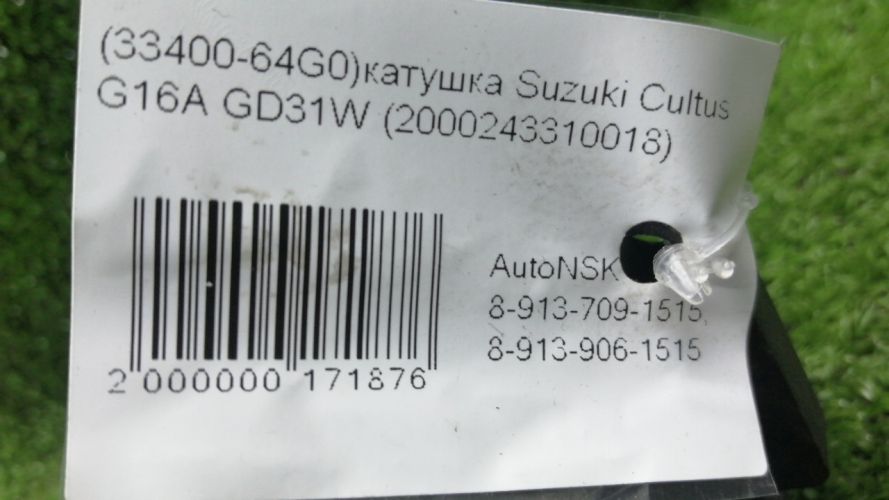 (33400-64G0)катушка Suzuki Cultus
G16A GD31W (2000243310018)
AutoNSK
8-913-709-1515,
8-913-906-1515
2 000000 171876